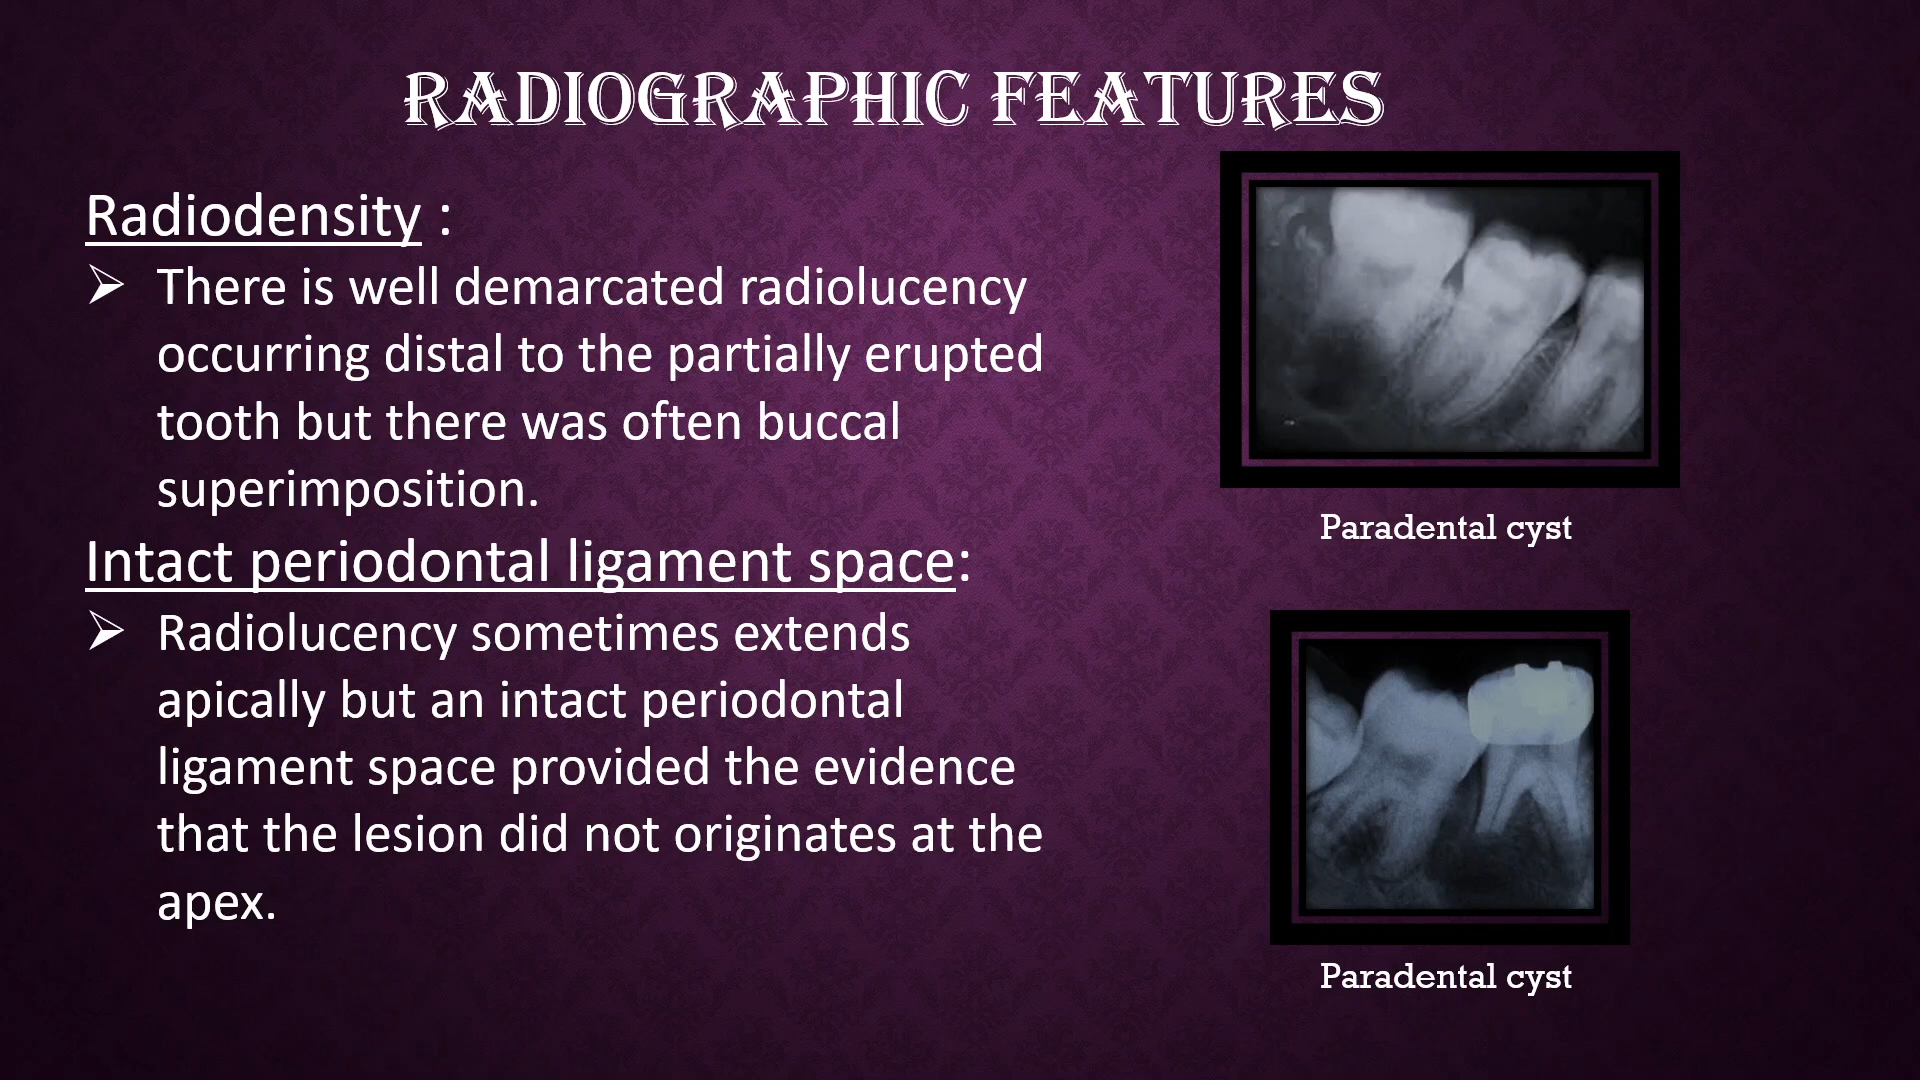 RADIOGRAPHIC FEATURES
Radiodensity :
➢ There is well demarcated radiolucency
occurring distal to the partially erupted
tooth but there was often buccal
superimposition.
Intact periodontal ligament space:
➢ Radiolucency sometimes extends
apically but an intact periodontal
ligament space provided the evidence
that the lesion did not originates at the
apex.
Paradental cyst
Paradental cyst